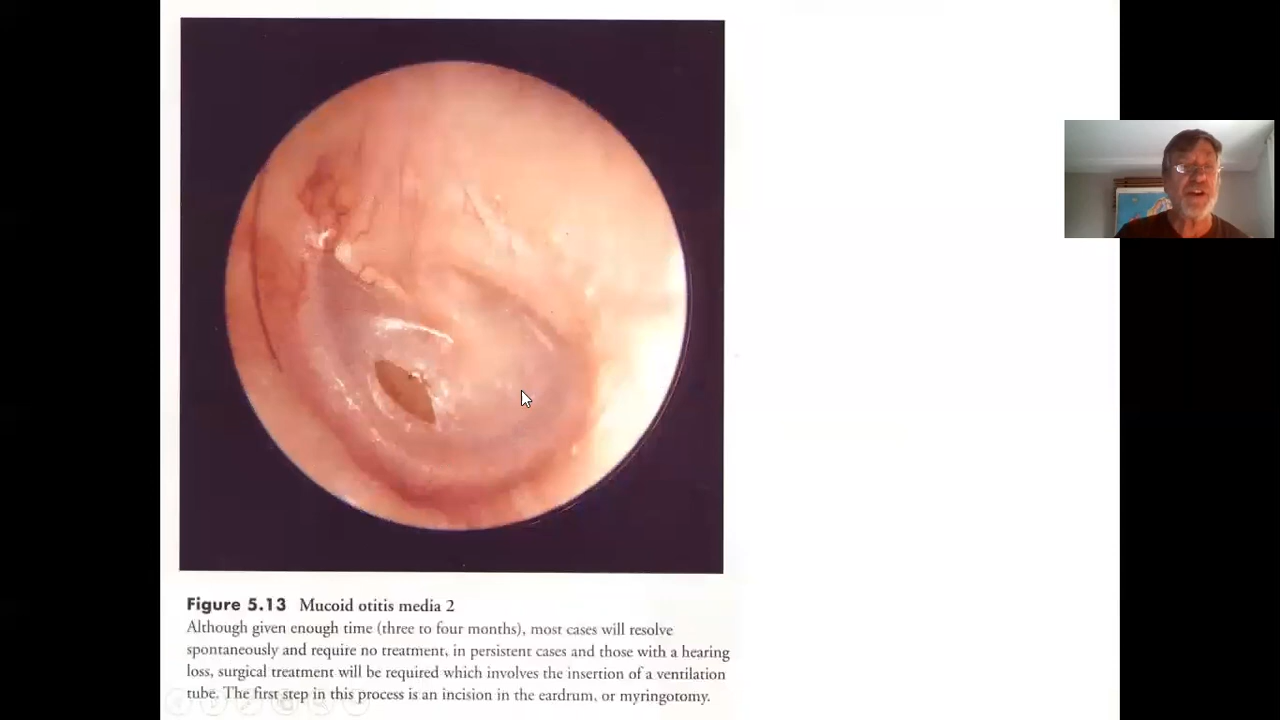 Figure 5.13 Mucoid otitis media 2
Although given enough time (three to four months), most cases will resolve
spontaneously and require no treatment, in persistent cases and those with a hearing
loss, surgical treatment will be required which involves the insertion of a ventilation
tube. The first step in this process is an incision in the eardrum, or myringotomy.